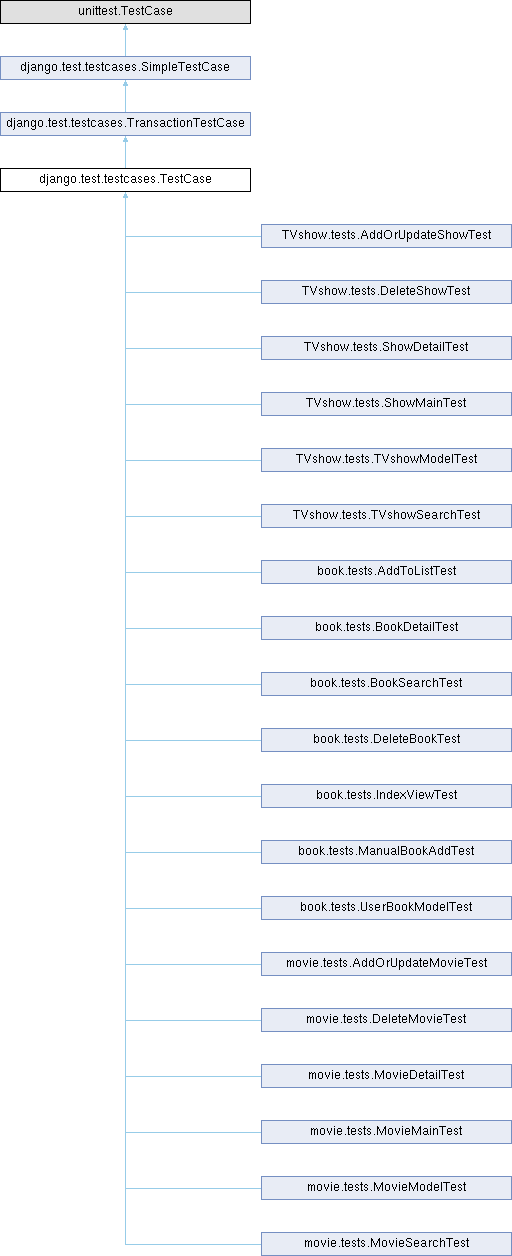 unittest.TestCase
django.test.testcases.SimpleTestCase
django.test.testcases.TransactionTestCase
django.test.testcases.TestCase
TVshow.tests.AddOrUpdateShowTest
TVshow.tests.DeleteShowTest
TVshow.tests.ShowDetailTest
TVshow.tests.ShowMainTest
TVshow.tests.TVshowModelTest
TVshow.tests.TVshowSearchTest
book.tests.AddToListTest
book.tests.BookDetailTest
book.tests.BookSearchTest
book.tests.DeleteBookTest
book.tests.IndexViewTest
book.tests.ManualBookAddTest
book.tests.UserBookModelTest
movie.tests.AddOrUpdateMovieTest
movie.tests.DeleteMovieTest
movie.tests.MovieDetailTest
movie.tests.MovieMainTest
movie.tests.MovieModelTest
movie.tests.MovieSearchTest